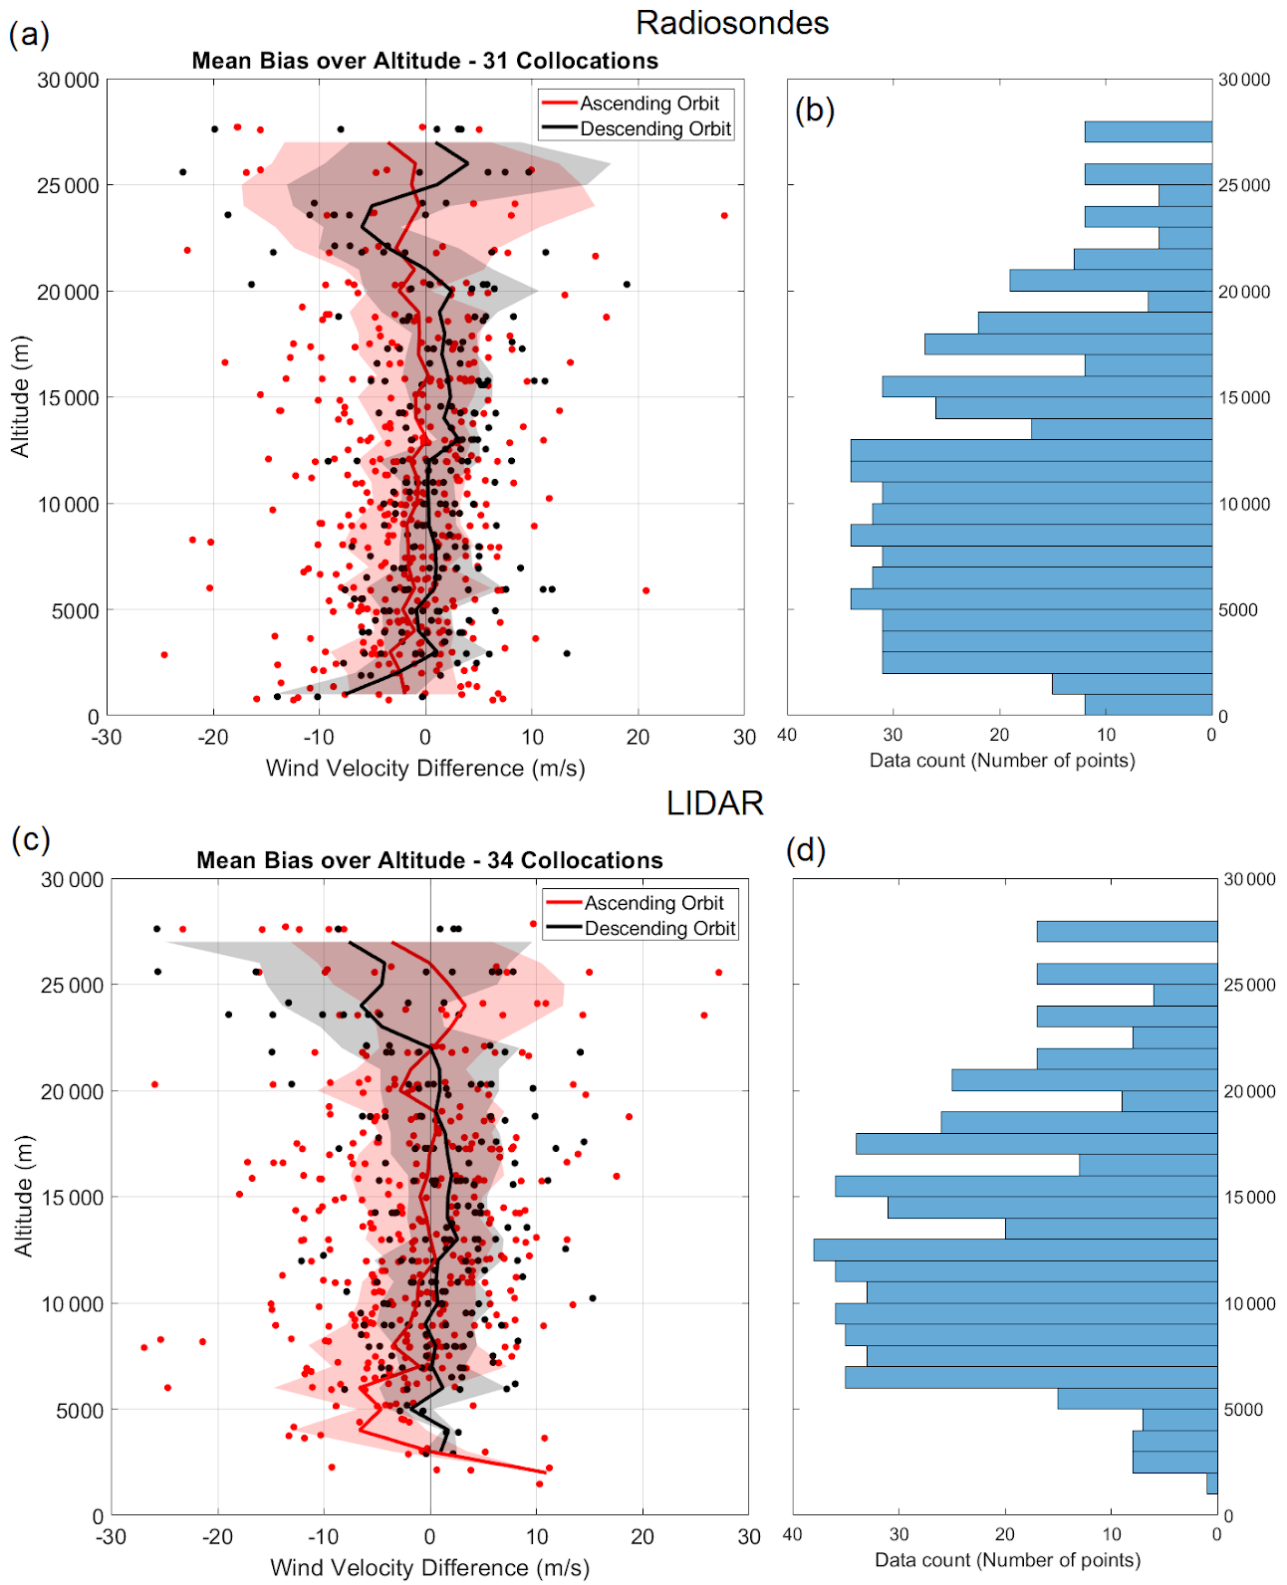 Radiosondes
(a)
Mean Bias over Altitude - 31 Collocations
30 000
25 000
20 000
15 000
10 000
5000
0
Altitude (m)
Ascending Orbit
Descending Orbit
-30 -20 -10 0 10 20 30
Wind Velocity Difference (m/s)
(b)
30 000
25 000
20 000
15 000
10 000
5000
0
40 30 20 10 0
Data count (Number of points)
LIDAR
(c)
Mean Bias over Altitude - 34 Collocations
30 000
25 000
20 000
15 000
10 000
5000
0
Altitude (m)
Ascending Orbit
Descending Orbit
-30 -20 -10 0 10 20 30
Wind Velocity Difference (m/s)
(d)
30 000
25 000
20 000
15 000
10 000
5000
0
40 30 20 10 0
Data count (Number of points)